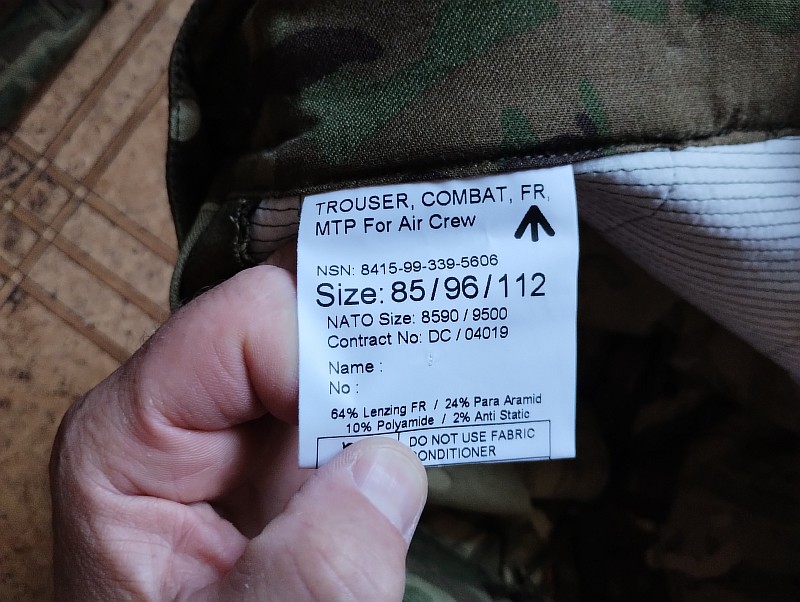 TROUSER, COMBAT, FR,
MTP For Air Crew
NSN: 8415-99-339-5606
Size: 85/96/112
NATO Size: 8590 / 9500
Contract No: DC / 04019
Name :
No :
64% Lenzing FR / 24% Para Aramid
10% Polyamide / 2% Anti Static
DO NOT USE FABRIC
CONDITIONER